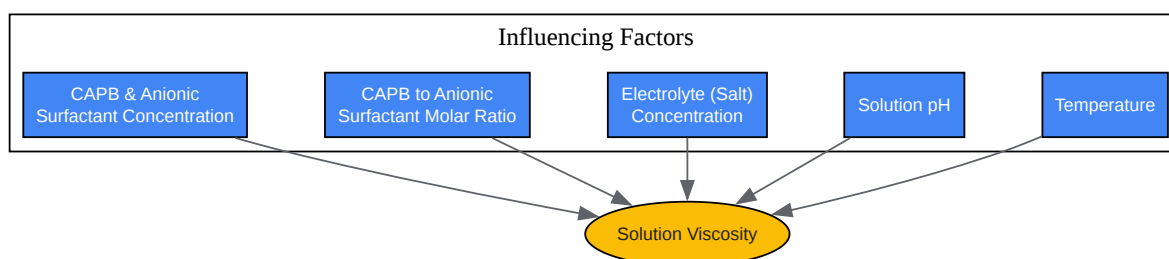 Influencing Factors
CAPB & Anionic
Surfactant Concentration
CAPB to Anionic
Surfactant Molar Ratio
Electrolyte (Salt)
Concentration
Solution pH
Temperature
Solution Viscosity